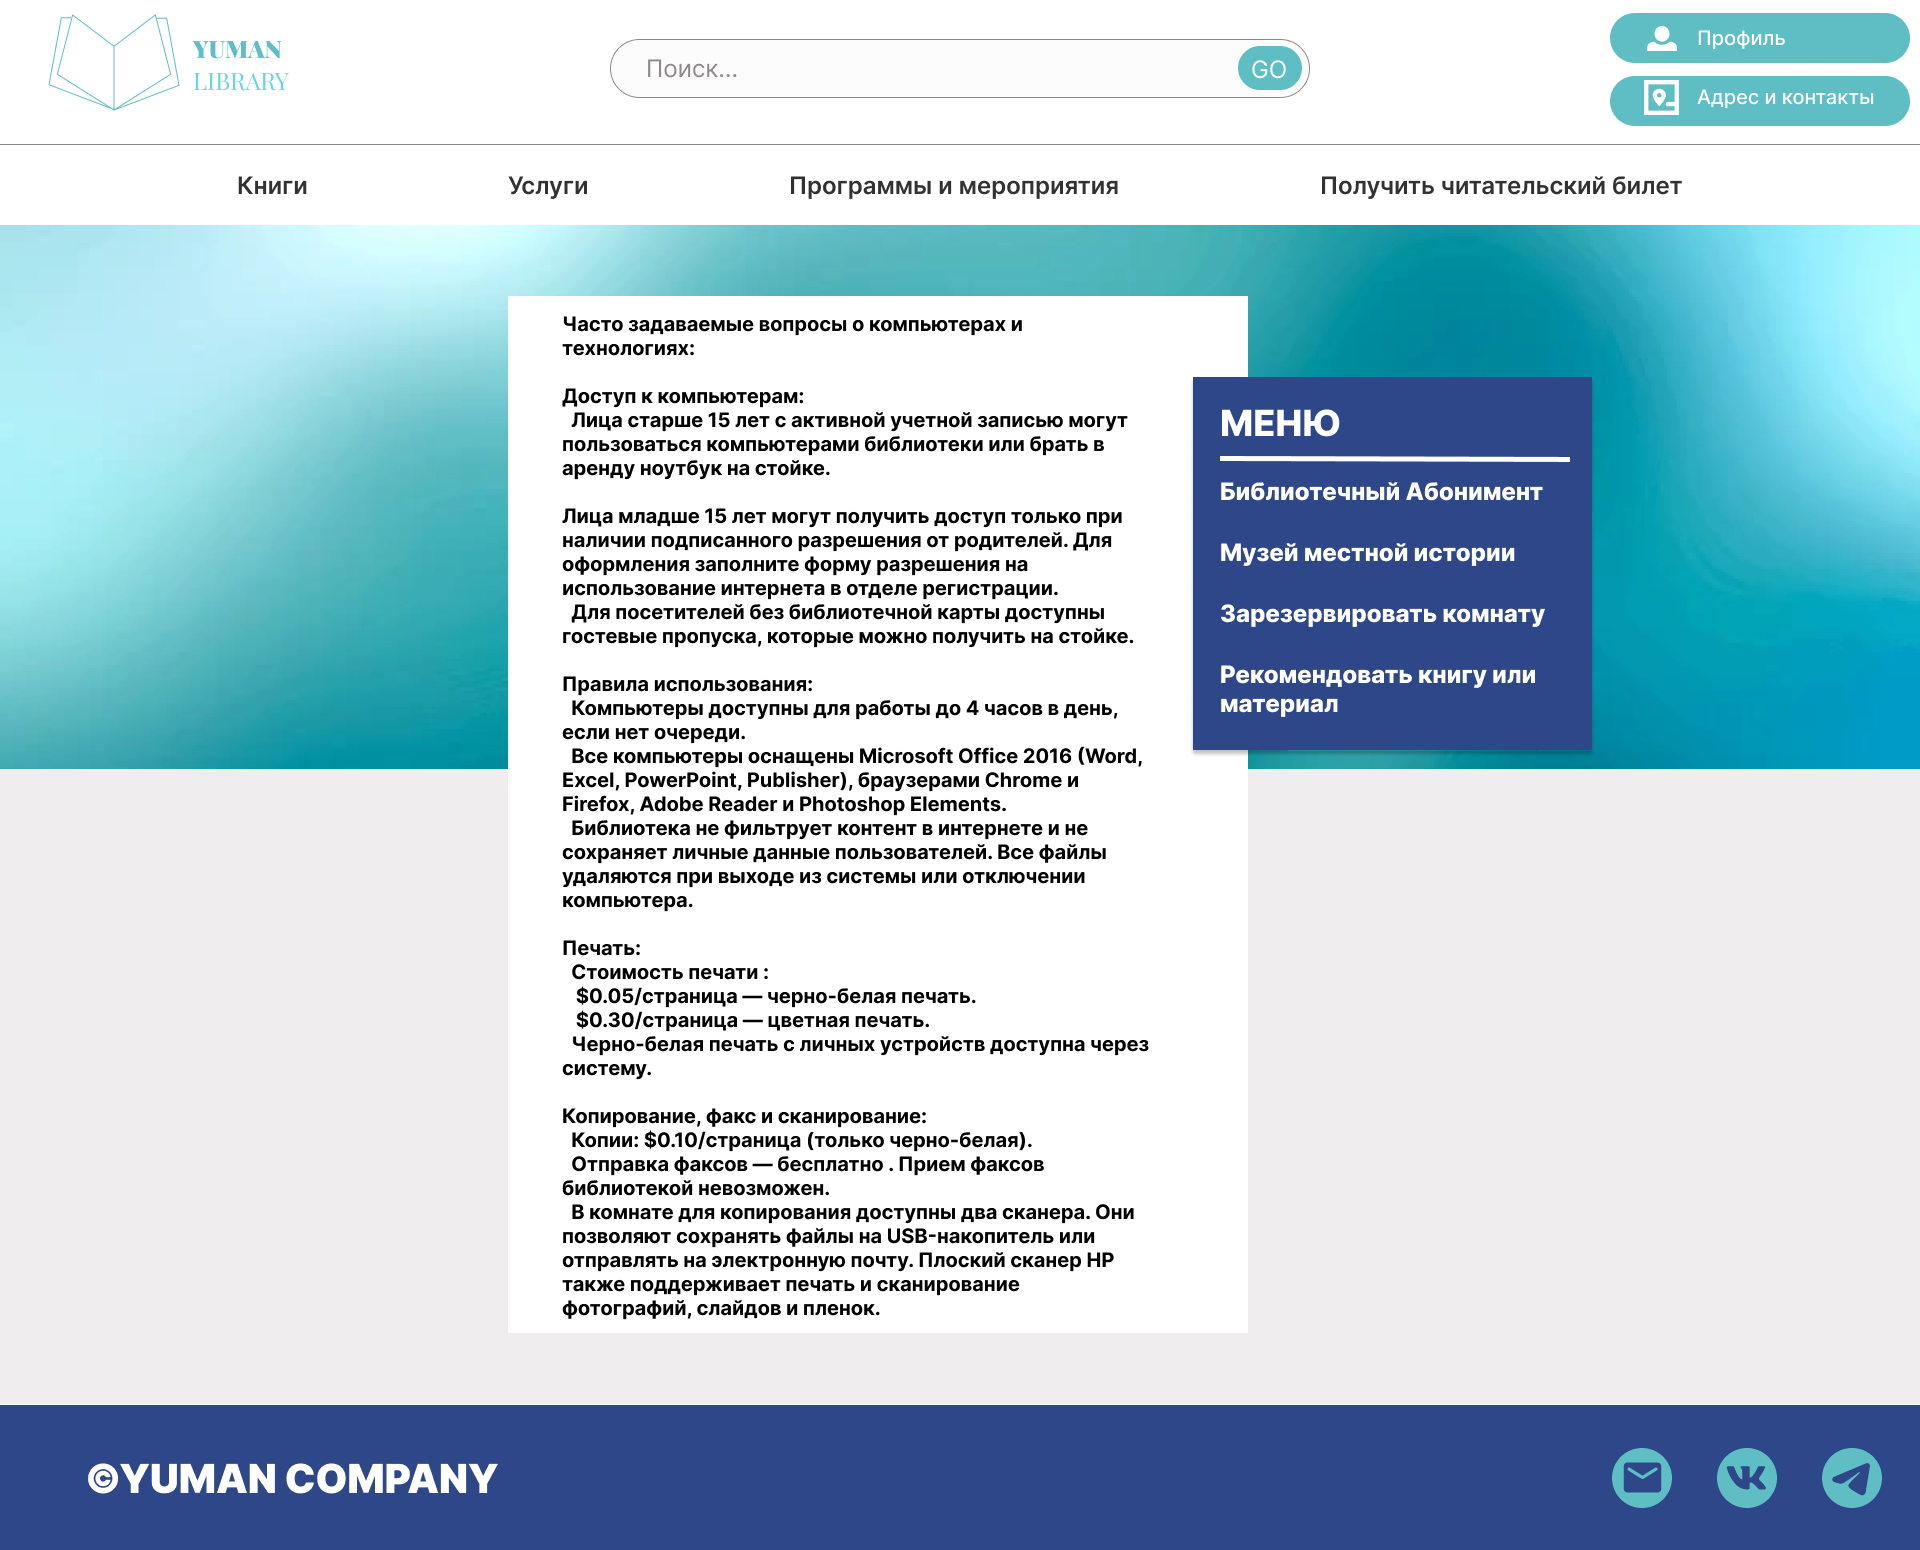 YUMAN
LIBRARY
Поиск...
GO
Профиль
Адрес и контакты
Книги
Услуги
Программы и мероприятия
Получить читательский билет
Часто задаваемые вопросы о компьютерах и
технологиях:
Доступ к компьютерам:
Лица старше 15 лет с активной учетной записью могут
пользоваться компьютерами библиотеки или брать в
аренду ноутбук на стойке.
Лица младше 15 лет могут получить доступ только при
наличии подписанного разрешения от родителей. Для
оформления заполните форму разрешения на
использование интернета в отделе регистрации.
Для посетителей без библиотечной карты доступны
гостевые пропуска, которые можно получить на стойке.
Правила использования:
Компьютеры доступны для работы до 4 часов в день,
если нет очереди.
Все компьютеры оснащены Microsoft Office 2016 (Word,
Excel, PowerPoint, Publisher), браузерами Chrome и
Firefox, Adobe Reader и Photoshop Elements.
Библиотека не фильтрует контент в интернете и не
сохраняет личные данные пользователей. Все файлы
удаляются при выходе из системы или отключении
компьютера.
Печать:
Стоимость печати :
$0.05/страница — черно-белая печать.
$0.30/страница — цветная печать.
Черно-белая печать с личных устройств доступна через
систему.
Копирование, факс и сканирование:
Копии: $0.10/страница (только черно-белая).
Отправка факсов — бесплатно . Прием факсов
библиотекой невозможен.
В комнате для копирования доступны два сканера. Они
позволяют сохранять файлы на USB-накопитель или
отправлять на электронную почту. Плоский сканер HP
также поддерживает печать и сканирование
фотографий, слайдов и пленок.
МЕНЮ
Библиотечный Абонимент
Музей местной истории
Зарезервировать комнату
Рекомендовать книгу или
материал
©YUMAN COMPANY